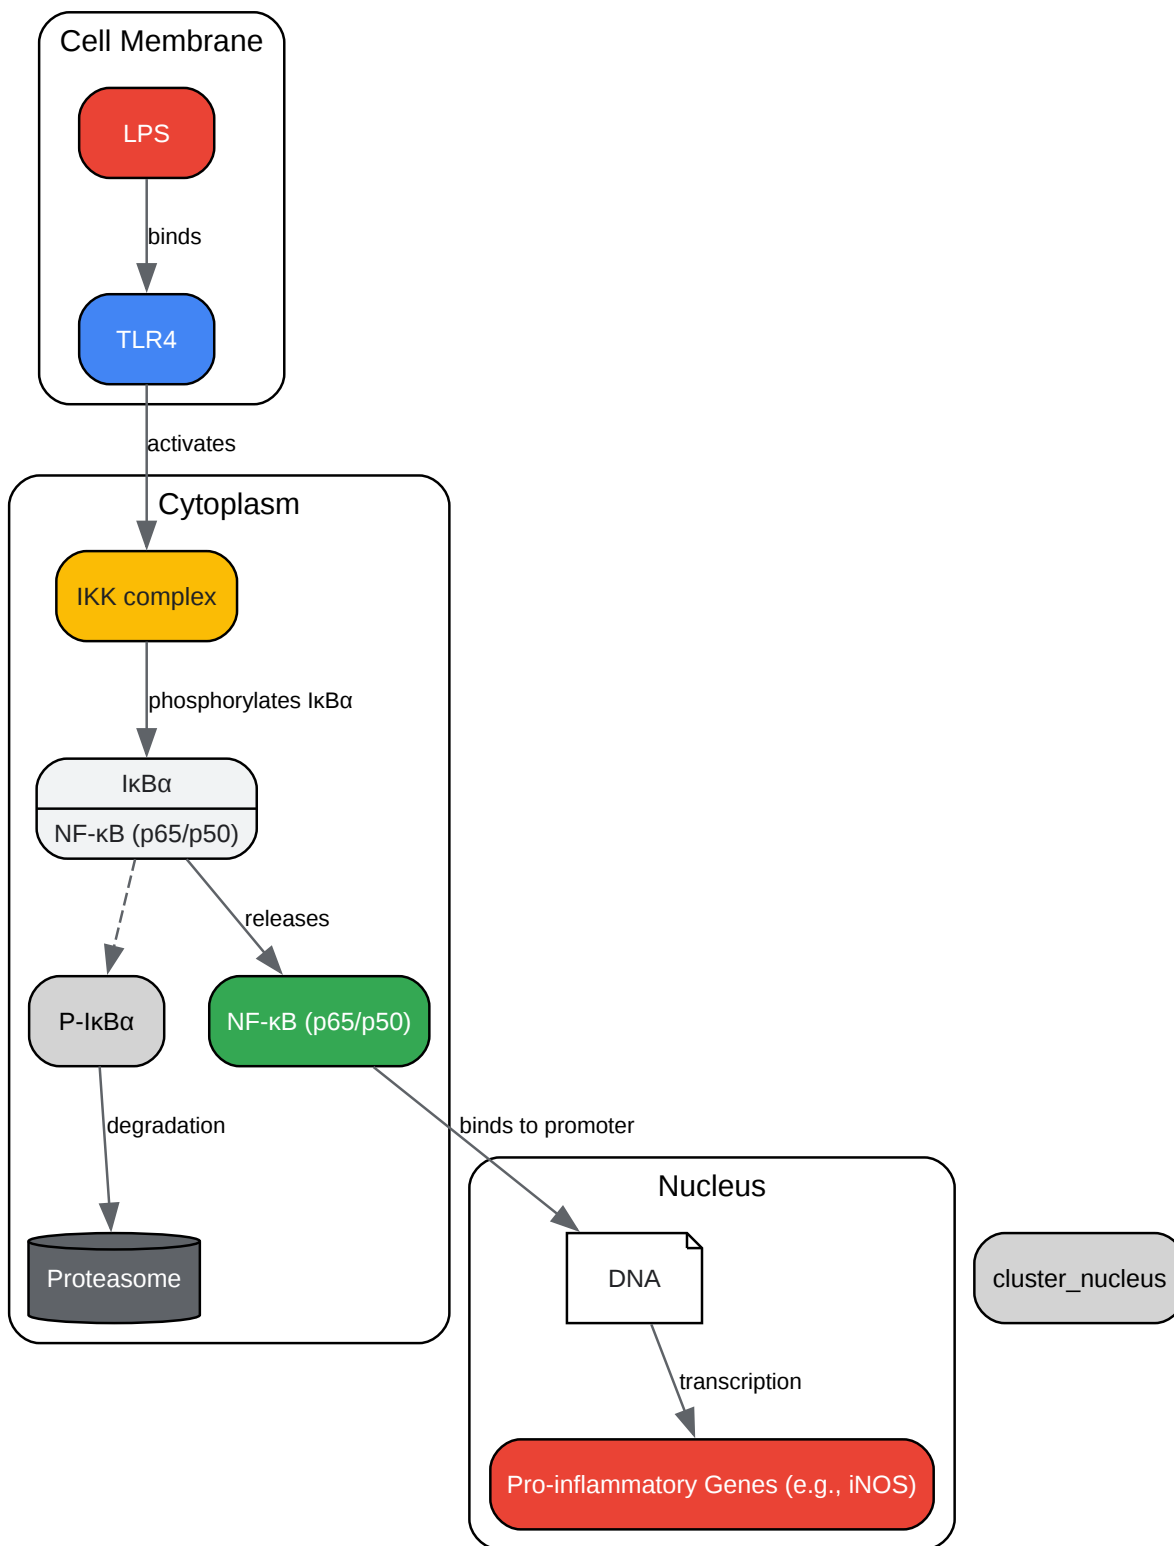 Cell Membrane
LPS
binds
TLR4
activates
Cytoplasm
IKK complex
phosphorylates IκBα
IκBα
NF-κB (p65/p50)
releases
P-IκBα
NF-κB (p65/p50)
degradation
binds to promoter
Nucleus
Proteasome
DNA
cluster_nucleus
transcription
Pro-inflammatory Genes (e.g., iNOS)